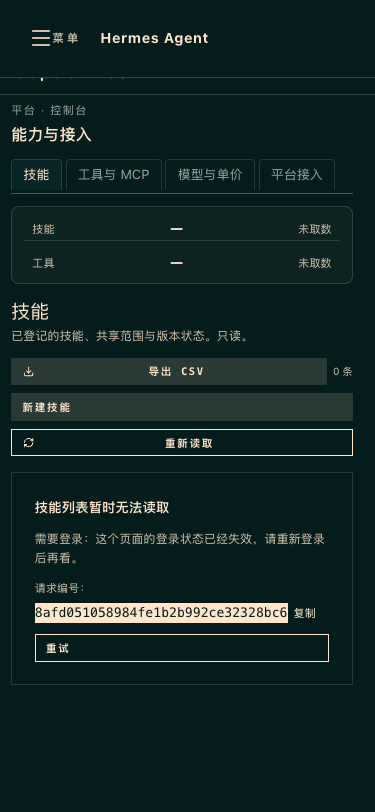 菜单 Hermes Agent
平台 · 控制台
能力与接入
技能 工具与 MCP 模型与单价 平台接入
技能 — 未取数
工具 — 未取数
技能
已登记的技能、共享范围与版本状态。只读。
导出 CSV 0 条
新建技能
重新读取
技能列表暂时无法读取
需要登录：这个页面的登录状态已经失效，请重新登录
后再看。
请求编号：
8afd051058984fe1b2b992ce32328bc6 复制
重试